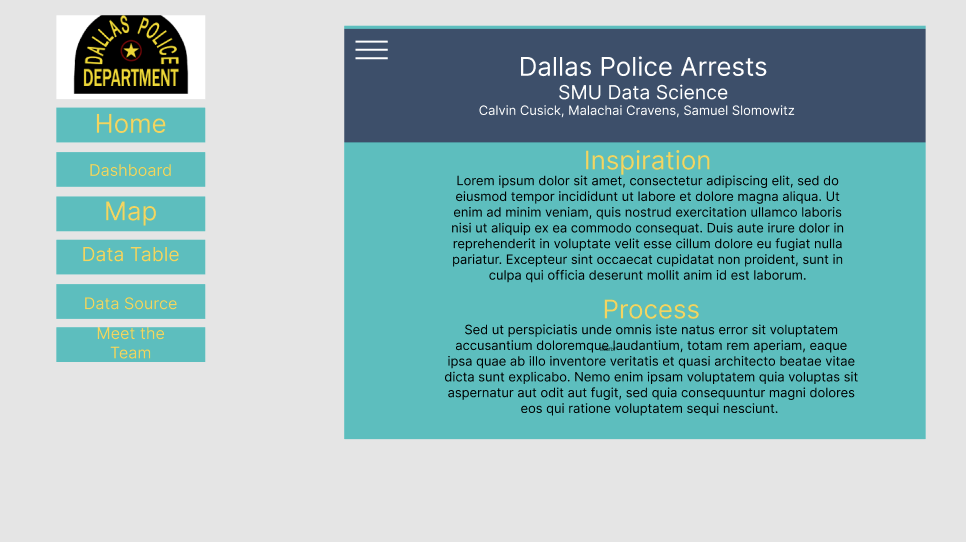 DALLAS POLICE
DEPARTMENT
Home
Dashboard
Map
Data Table
Data Source
Meet the
Team
Dallas Police Arrests
SMU Data Science
Calvin Cusick, Malachai Cravens, Samuel Slomowitz
Inspiration
Lorem ipsum dolor sit amet, consectetur adipiscing elit, sed do
eiusmod tempor incididunt ut labore et dolore magna aliqua. Ut
enim ad minim veniam, quis nostrud exercitation ullamco laboris
nisi ut aliquip ex ea commodo consequat. Duis aute irure dolor in
reprehenderit in voluptate velit esse cillum dolore eu fugiat nulla
pariatur. Excepteur sint occaecat cupidatat non proident, sunt in
culpa qui officia deserunt mollit anim id est laborum.
Process
Sed ut perspiciatis unde omnis iste natus error sit voluptatem
accusantium doloremque laudantium, totam rem aperiam, eaque
ipsa quae ab illo inventore veritatis et quasi architecto beatae vitae
dicta sunt explicabo. Nemo enim ipsam voluptatem quia voluptas sit
aspernatur aut odit aut fugit, sed quia consequuntur magni dolores
eos qui ratione voluptatem sequi nesciunt.